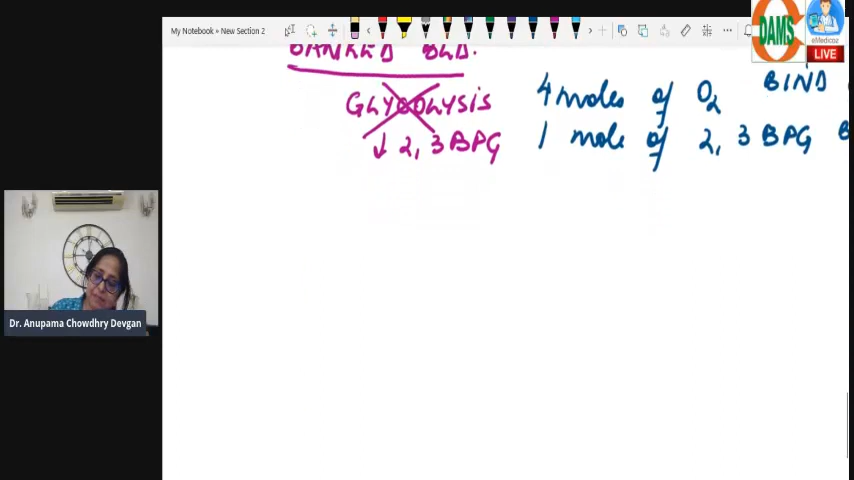 My Notebook » New Section 2
DAMS
eMedicoz
LIVE
BANKED BLD.
GLYCOLYSIS
↓ 2, 3 BPG
4 moles of O2 BIND
1 mole of 2, 3 BPG B
Dr. Anupama Chowdhry Devgan